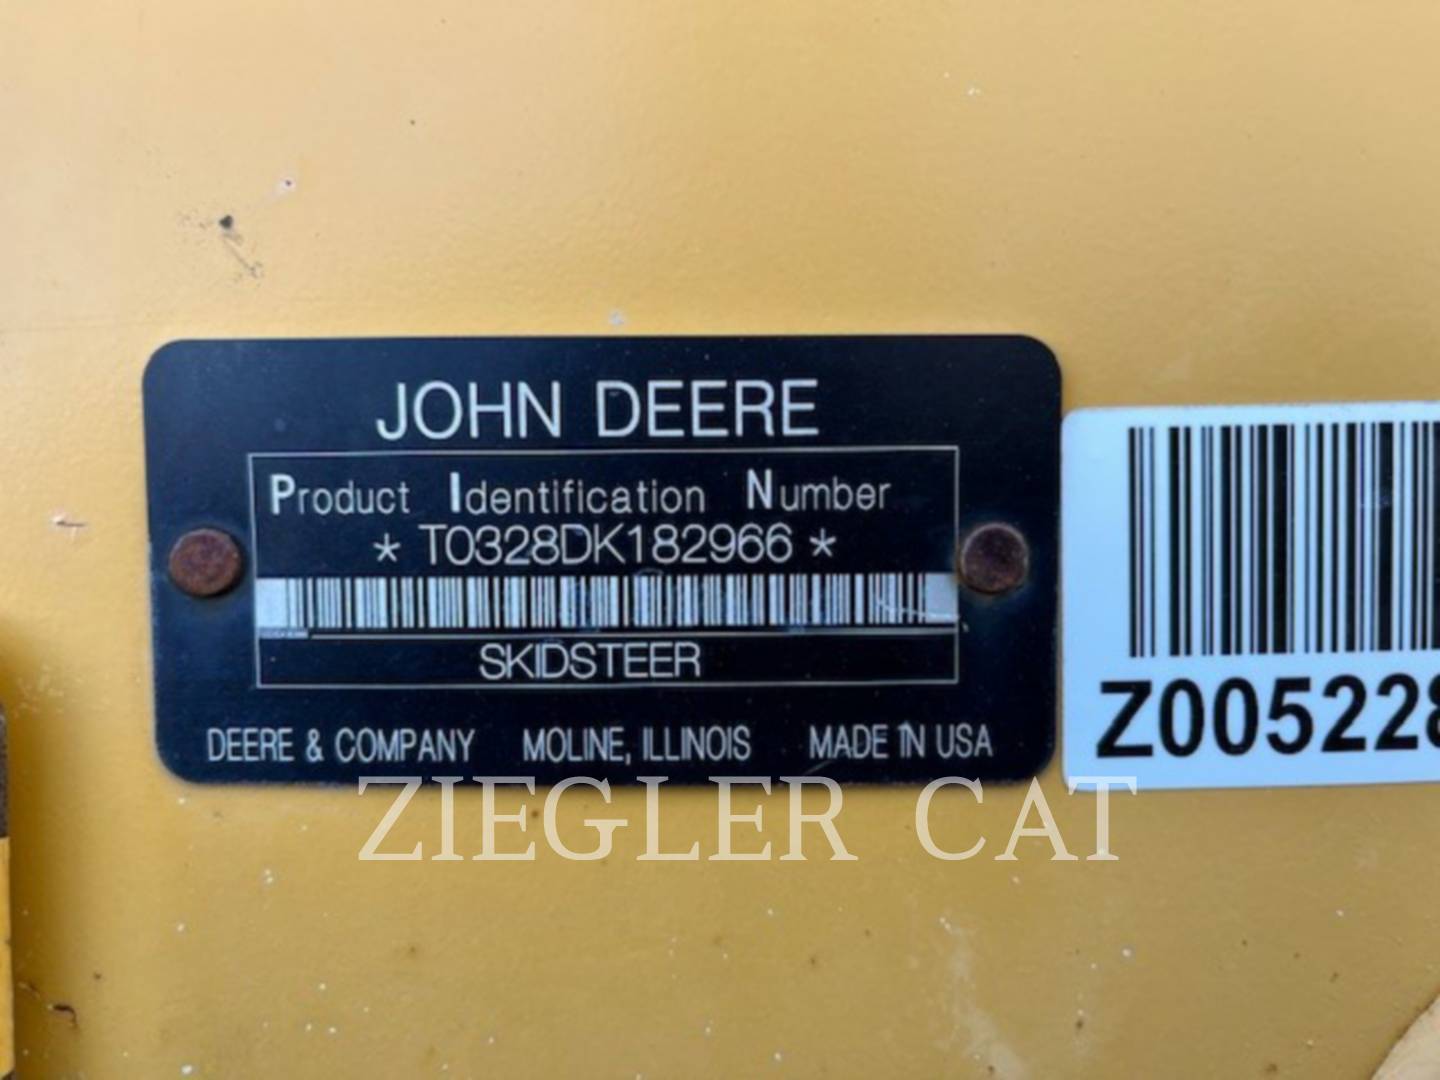 JOHN DEERE
Product Identification Number
* T0328DK182966 *
SKIDSTEER
DEERE & COMPANY MOLINE, ILLINOIS MADE IN USA
Z005228
ZIEGLER CAT